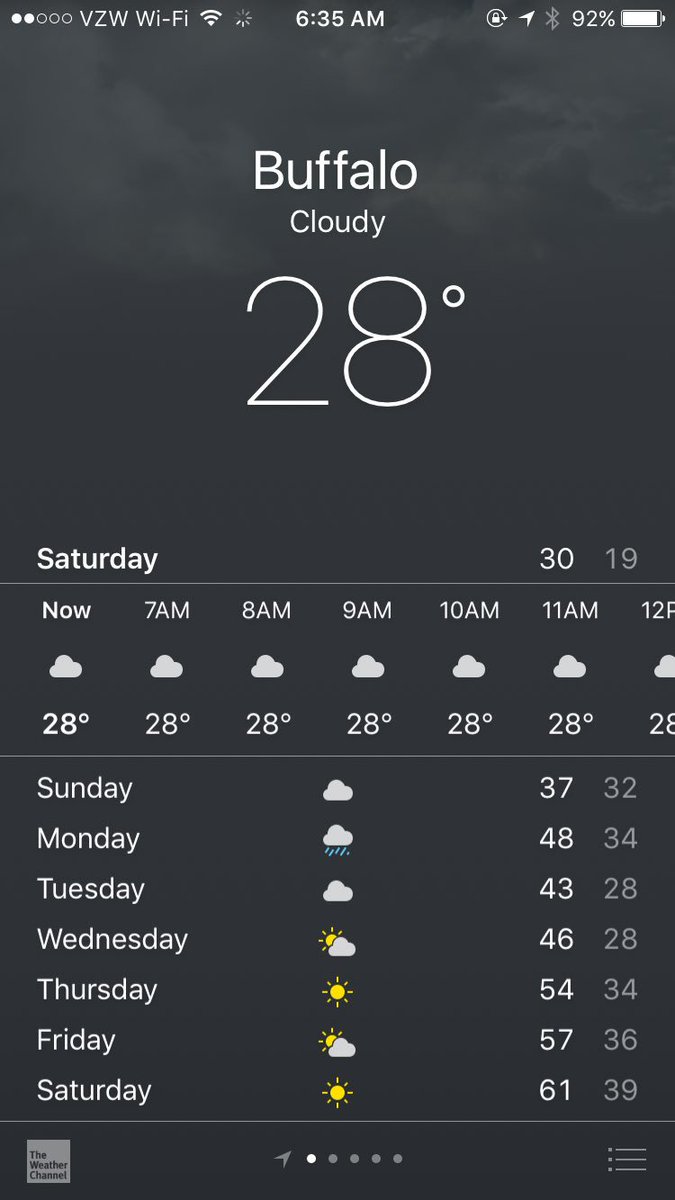 VZW Wi-Fi 6:35 AM 92%
Buffalo
Cloudy
28°
Saturday 30 19
Now 7AM 8AM 9AM 10AM 11AM 12P
28° 28° 28° 28° 28° 28° 28
Sunday 37 32
Monday 48 34
Tuesday 43 28
Wednesday 46 28
Thursday 54 34
Friday 57 36
Saturday 61 39
The
Weather
Channel